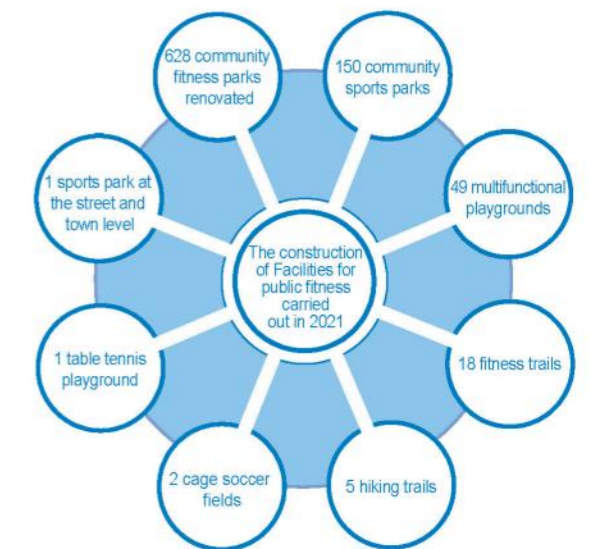 628 community
fitness parks
renovated
150 community
sports parks
1 sports park at
the street and
town level
49 multifunctional
playgrounds
The construction
of Facilities for
public fitness
carried
out in 2021
1 table tennis
playground
18 fitness trails
2 cage soccer
fields
5 hiking trails